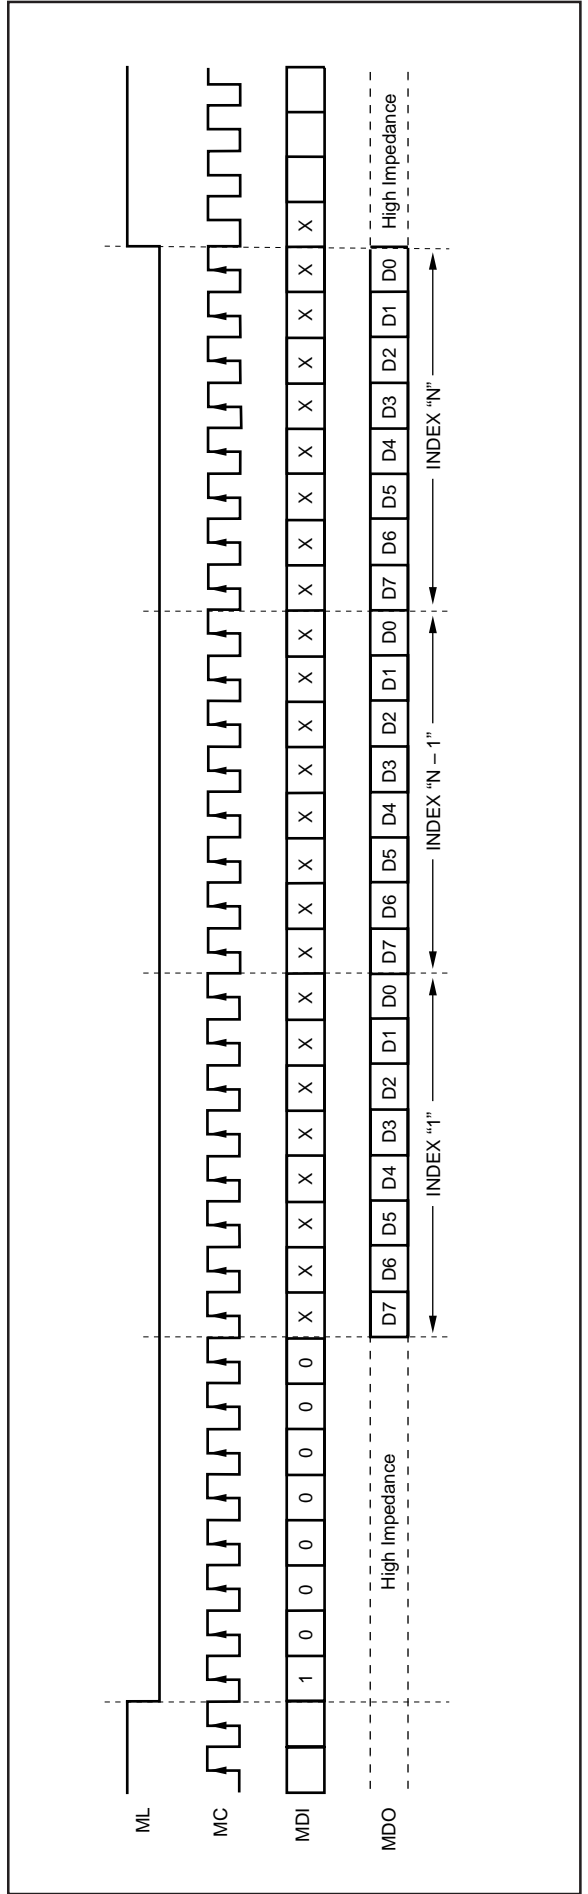 ML
MC
MDI 1 0 0 0 0 0 0 0 X X X X X X X X X X X X X X X X X X X X X X X X X
MDO High Impedance D7 D6 D5 D4 D3 D2 D1 D0 D7 D6 D5 D4 D3 D2 D1 D0 D7 D6 D5 D4 D3 D2 D1 D0 High Impedance
INDEX “1” INDEX “N – 1” INDEX “N”